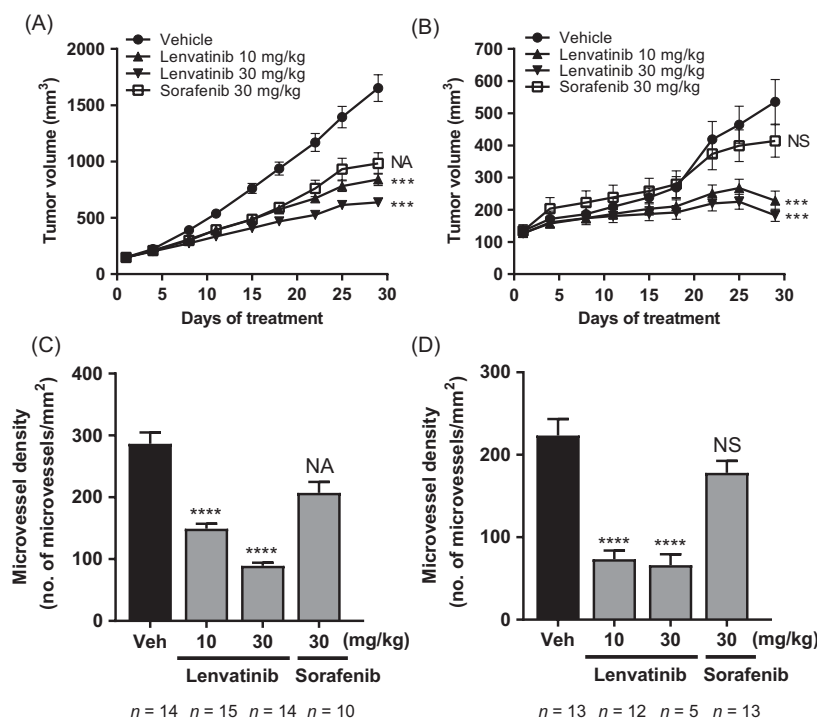 (A)
Vehicle
Lenvatinib 10 mg/kg
Lenvatinib 30 mg/kg
Sorafenib 30 mg/kg
2000
1500
1000
500
0
Tumor volume (mm³)
NA
***
***
0 5 10 15 20 25 30
Days of treatment
(B)
Vehicle
Lenvatinib 10 mg/kg
Lenvatinib 30 mg/kg
Sorafenib 30 mg/kg
700
600
500
400
300
200
100
0
Tumor volume (mm³)
NS
***
***
0 5 10 15 20 25 30
Days of treatment
(C)
400
300
200
100
0
Microvessel density
(no. of microvessels/mm²)
****
****
NA
Veh 10 30 30 (mg/kg)
Lenvatinib Sorafenib
n = 14 n = 15 n = 14 n = 10
(D)
300
200
100
0
Microvessel density
(no. of microvessels/mm²)
****
****
NS
Veh 10 30 30 (mg/kg)
Lenvatinib Sorafenib
n = 13 n = 12 n = 5 n = 13